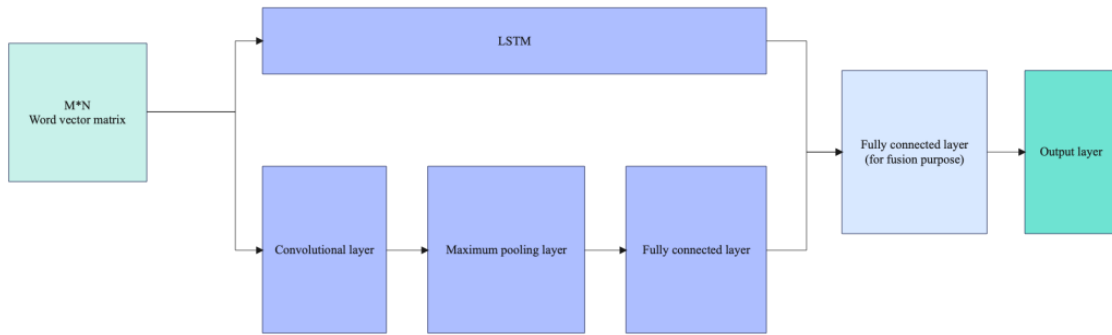 M*N
Word vector matrix
LSTM
Convolutional layer
Maximum pooling layer
Fully connected layer
Fully connected layer
(for fusion purpose)
Output layer